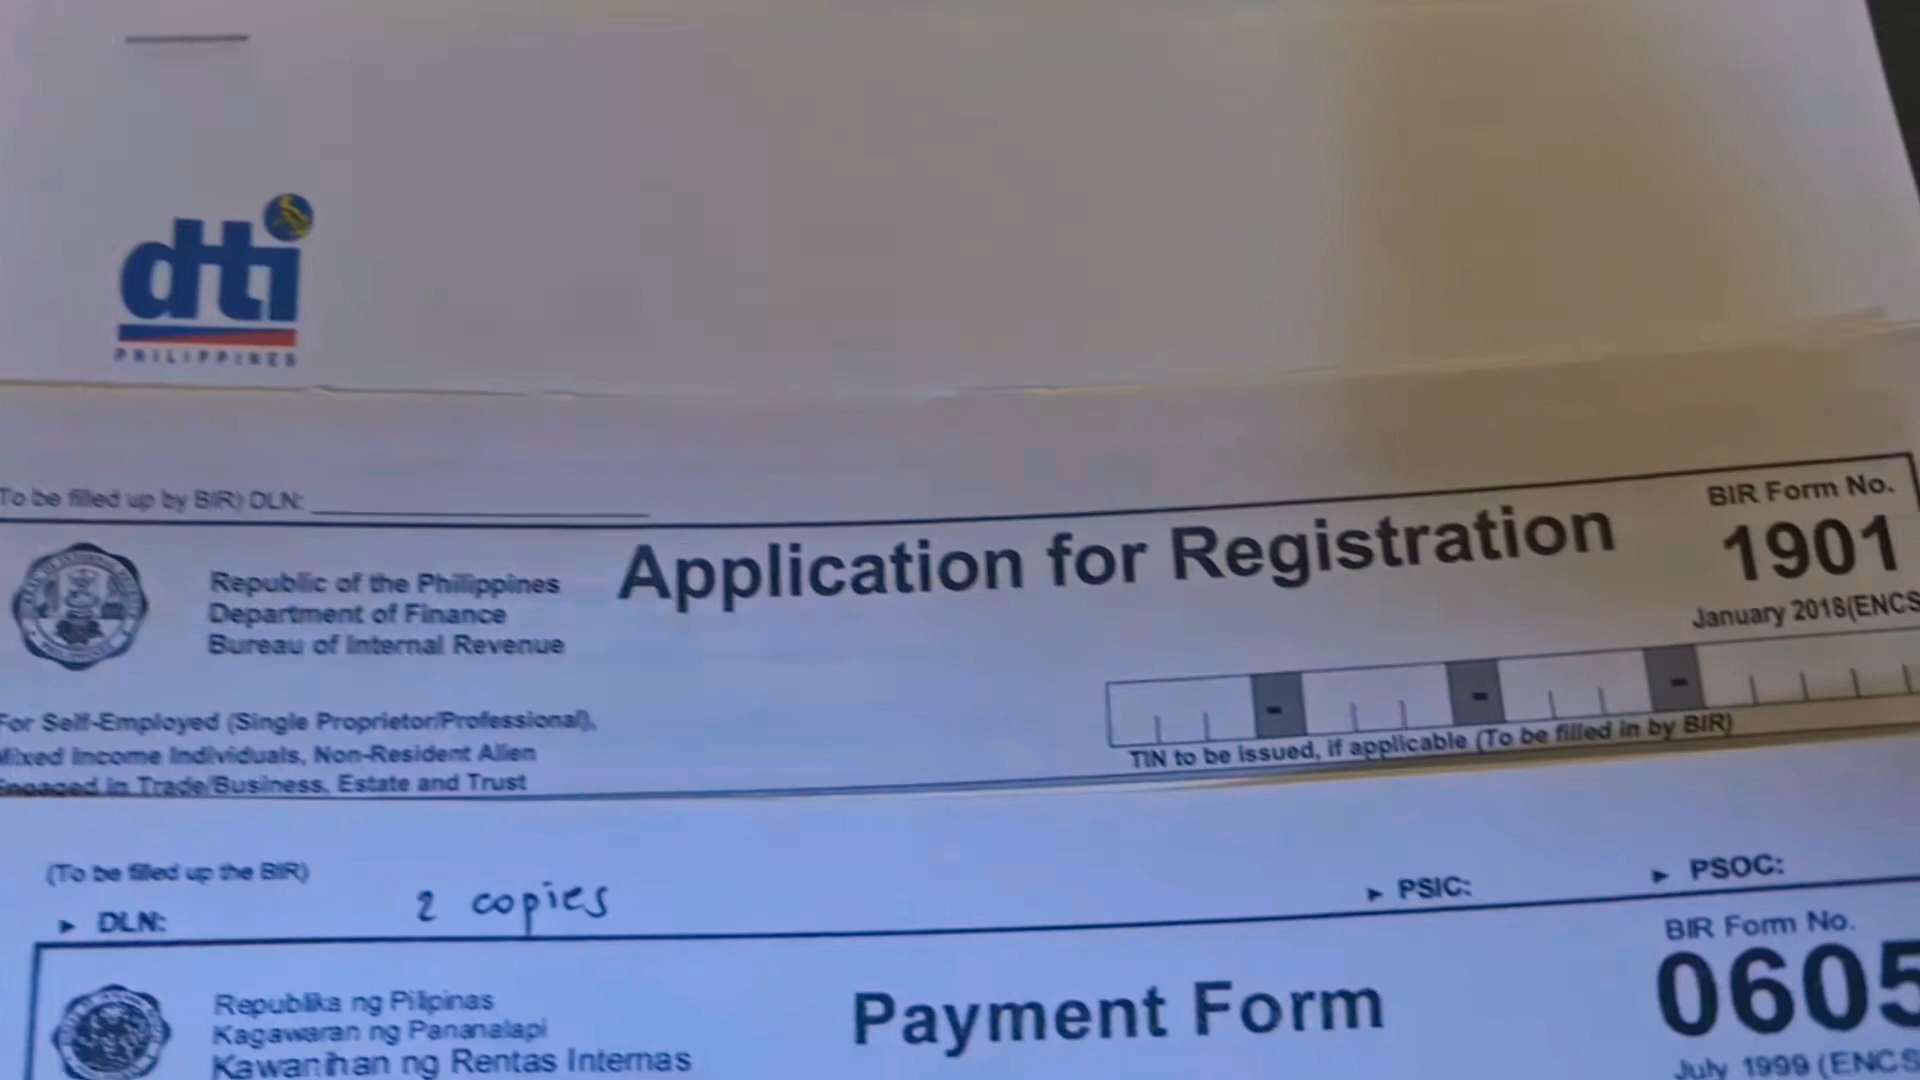 dti
PHILIPPINES
To be filled up by BIR) DLN:
BIR Form No.
1901
January 2018(ENCS
Application for Registration
Republic of the Philippines
Department of Finance
Bureau of Internal Revenue
For Self-Employed (Single Proprietor/Professional),
Mixed Income Individuals, Non-Resident Alien
Engaged in Trade/Business, Estate and Trust
TIN to be issued, if applicable (To be filled in by BIR)
(To be filled up the BIR)
DLN:
2 copies
PSIC:
PSOC:
BIR Form No.
0605
July 1999 (ENCS
Republika ng Pilipinas
Kagawaran ng Pananalapi
Kawanihan ng Rentas Internas
Payment Form